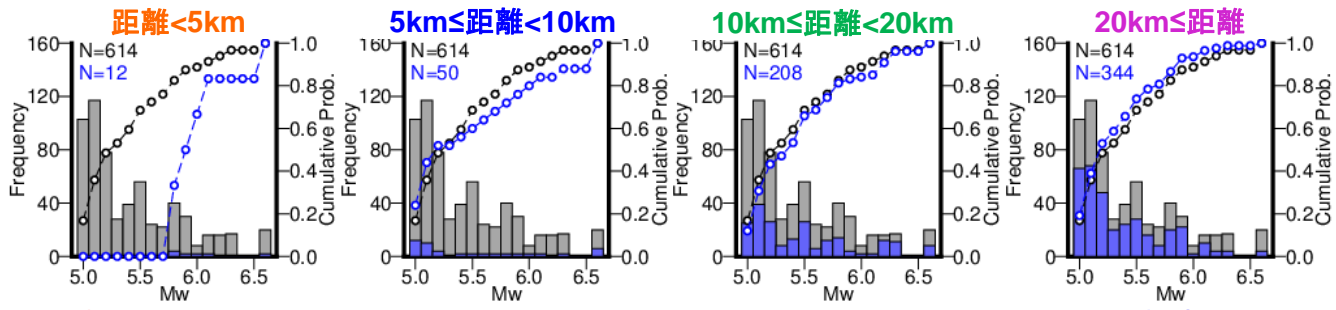 距離<5km
160
120
80
40
0
Frequency
N=614
N=12
1.0
0.8
0.6
0.4
0.2
0.0
Cumulative Prob.
5.0 5.5 6.0 6.5
Mw
5km≤距離<10km
160
120
80
40
0
Frequency
N=614
N=50
1.0
0.8
0.6
0.4
0.2
0.0
Cumulative Prob.
5.0 5.5 6.0 6.5
Mw
10km≤距離<20km
160
120
80
40
0
Frequency
N=614
N=208
1.0
0.8
0.6
0.4
0.2
0.0
Cumulative Prob.
5.0 5.5 6.0 6.5
Mw
20km≤距離
160
120
80
40
0
Frequency
N=614
N=344
1.0
0.8
0.6
0.4
0.2
0.0
Cumulative Prob.
5.0 5.5 6.0 6.5
Mw